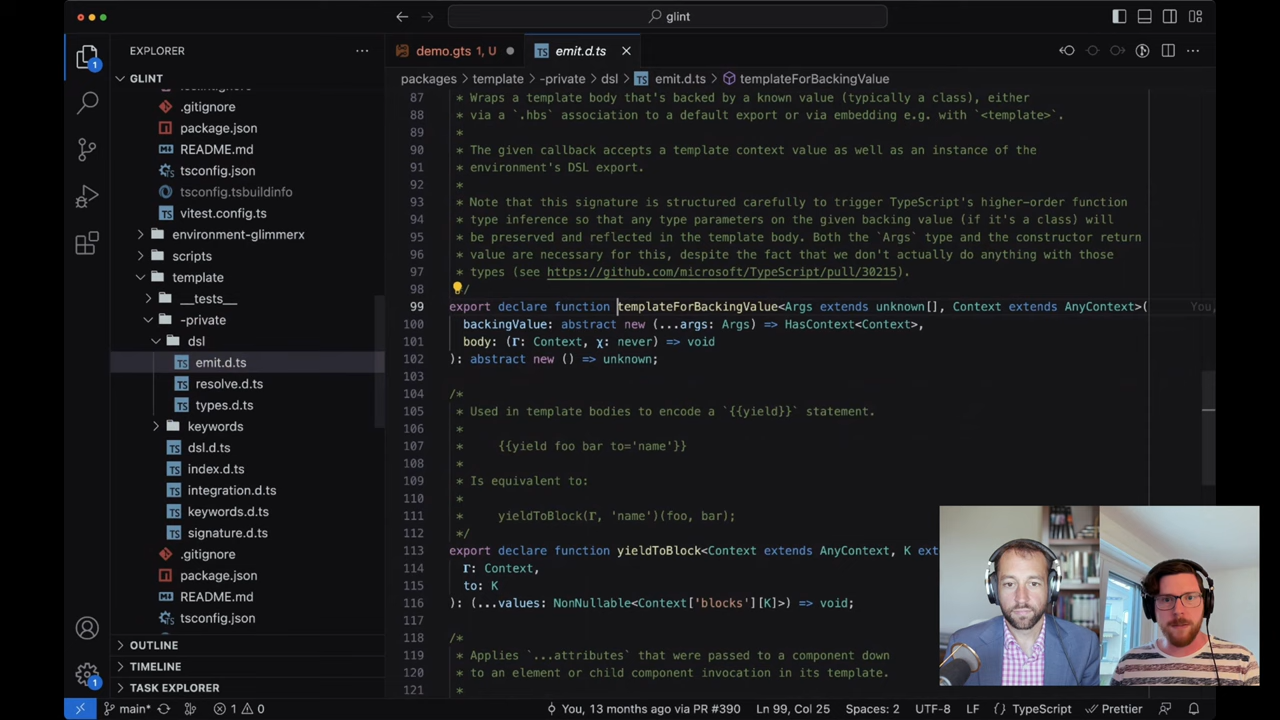 glint
EXPLORER
GLINT
.gitignore
package.json
README.md
tsconfig.json
tsconfig.tsbuildinfo
vitest.config.ts
environment-glimmerx
scripts
template
__tests__
-private
dsl
emit.d.ts
resolve.d.ts
types.d.ts
keywords
dsl.d.ts
index.d.ts
integration.d.ts
keywords.d.ts
signature.d.ts
.gitignore
package.json
README.md
tsconfig.json
OUTLINE
TIMELINE
TASK EXPLORER
demo.gts 1, U
emit.d.ts
packages > template > -private > dsl > emit.d.ts > templateForBackingValue
87 * Wraps a template body that's backed by a known value (typically a class), either
88 * via a `.hbs` association to a default export or via embedding e.g. with `<template>`.
89 *
90 * The given callback accepts a template context value as well as an instance of the
91 * environment's DSL export.
92 *
93 * Note that this signature is structured carefully to trigger TypeScript's higher-order function
94 * type inference so that any type parameters on the given backing value (if it's a class) will
95 * be preserved and reflected in the template body. Both the `Args` type and the constructor return
96 * value are necessary for this, despite the fact that we don't actually do anything with those
97 * types (see https://github.com/microsoft/TypeScript/pull/30215).
98 */
99 export declare function templateForBackingValue<Args extends unknown[], Context extends AnyContext>( You,
100 backingValue: abstract new (...args: Args) => HasContext<Context>,
101 body: (𝚪: Context, χ: never) => void
102 ): abstract new () => unknown;
103
104 /*
105 * Used in template bodies to encode a `{{yield}}` statement.
106 *
107 * {{yield foo bar to='name'}}
108 *
109 * Is equivalent to:
110 *
111 * yieldToBlock(𝚪, 'name')(foo, bar);
112 */
113 export declare function yieldToBlock<Context extends AnyContext, K ext
114 𝚪: Context,
115 to: K
116 ): (...values: NonNullable<Context['blocks'][K]>) => void;
117
118 /*
119 * Applies `...attributes` that were passed to a component down
120 * to an element or child component invocation in its template.
121 *
main* 1 0 You, 13 months ago via PR #390 Ln 99, Col 25 Spaces: 2 UTF-8 LF {} TypeScript Prettier